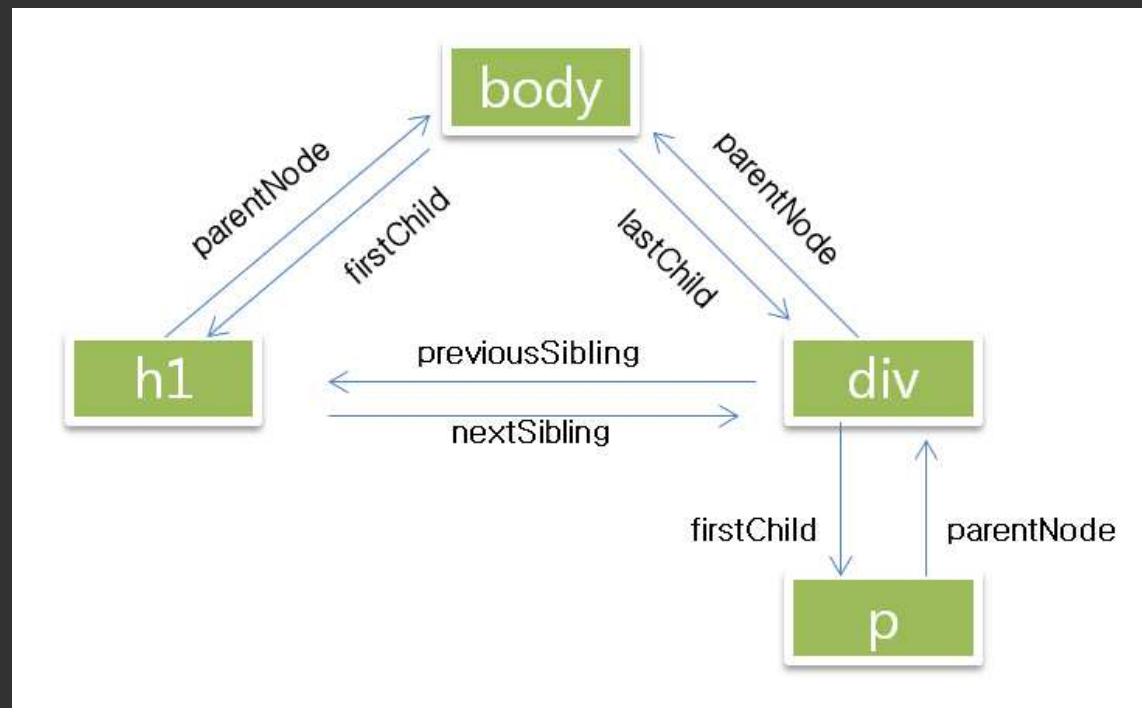 body
parentNode
firstChild
lastChild
parentNode
h1
previousSibling
nextSibling
div
firstChild
parentNode
p